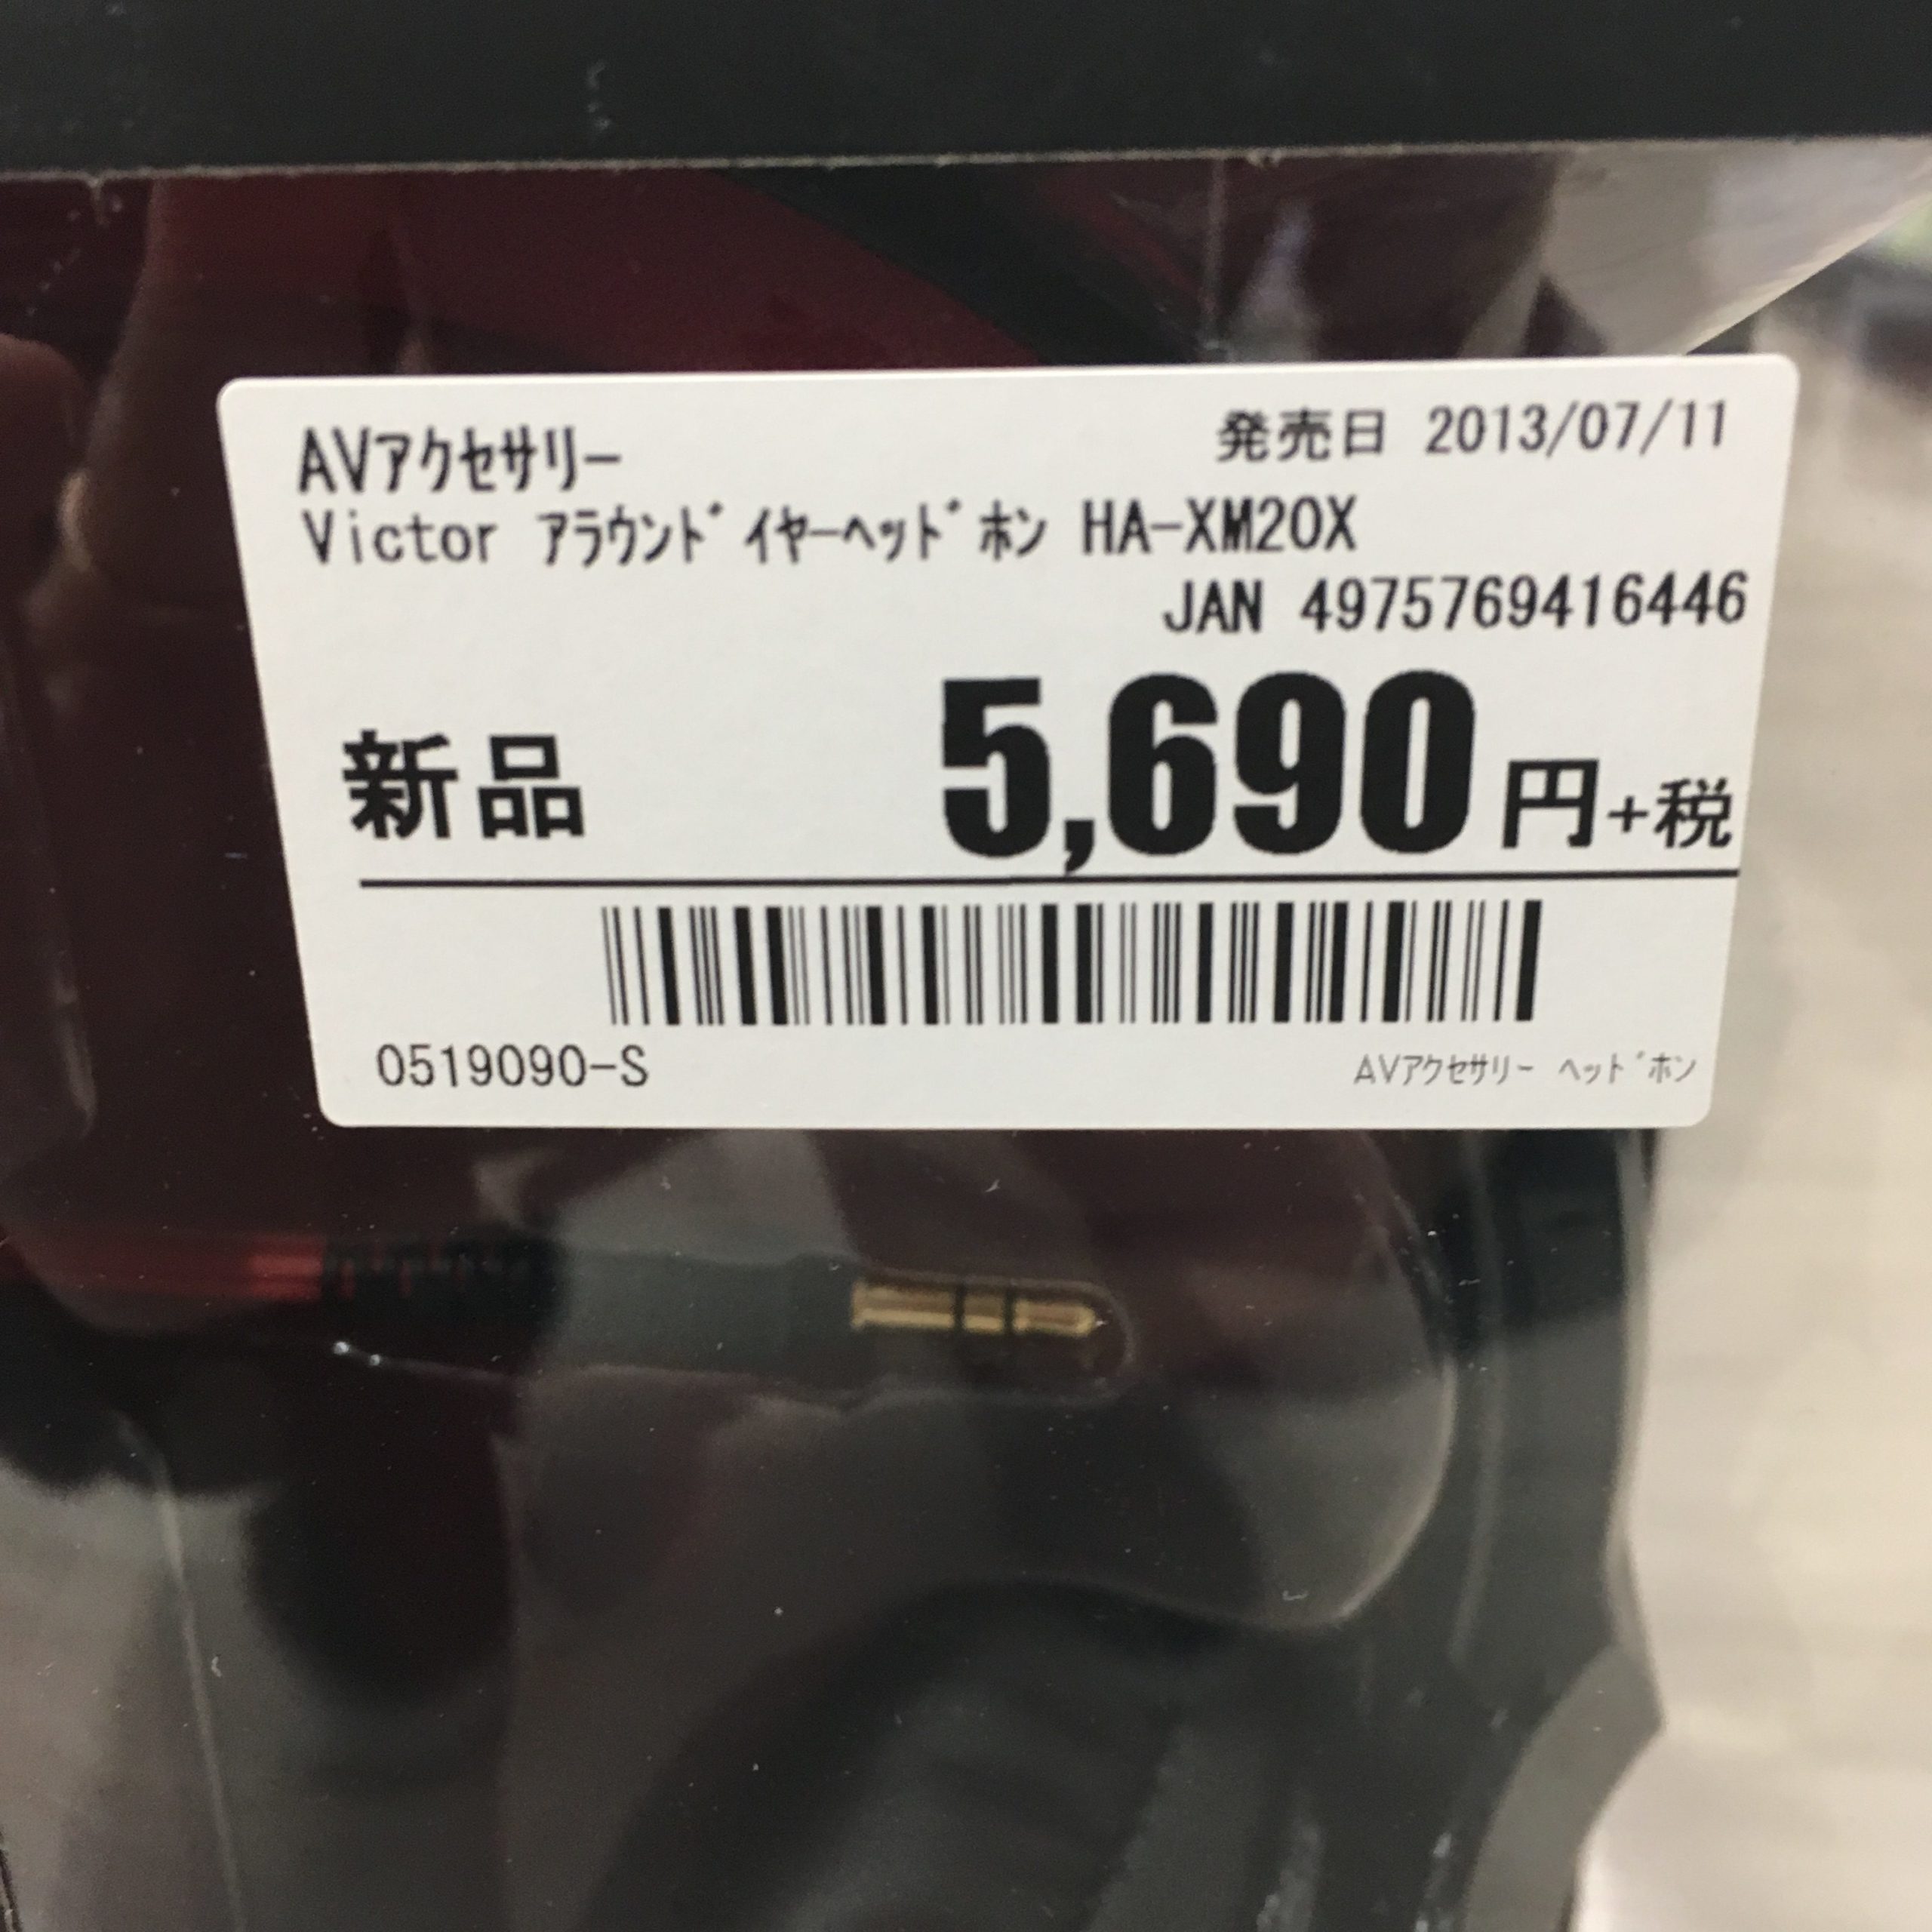 AVｱｸｾｻﾘｰ
発売日 2013/07/11
Victor ｱﾗｳﾝﾄﾞｲﾔｰﾍｯﾄﾞﾎﾝ HA-XM20X
JAN 4975769416446
新品
5,690円+税
0519090-S
AVｱｸｾｻﾘｰ ﾍｯﾄﾞﾎﾝ